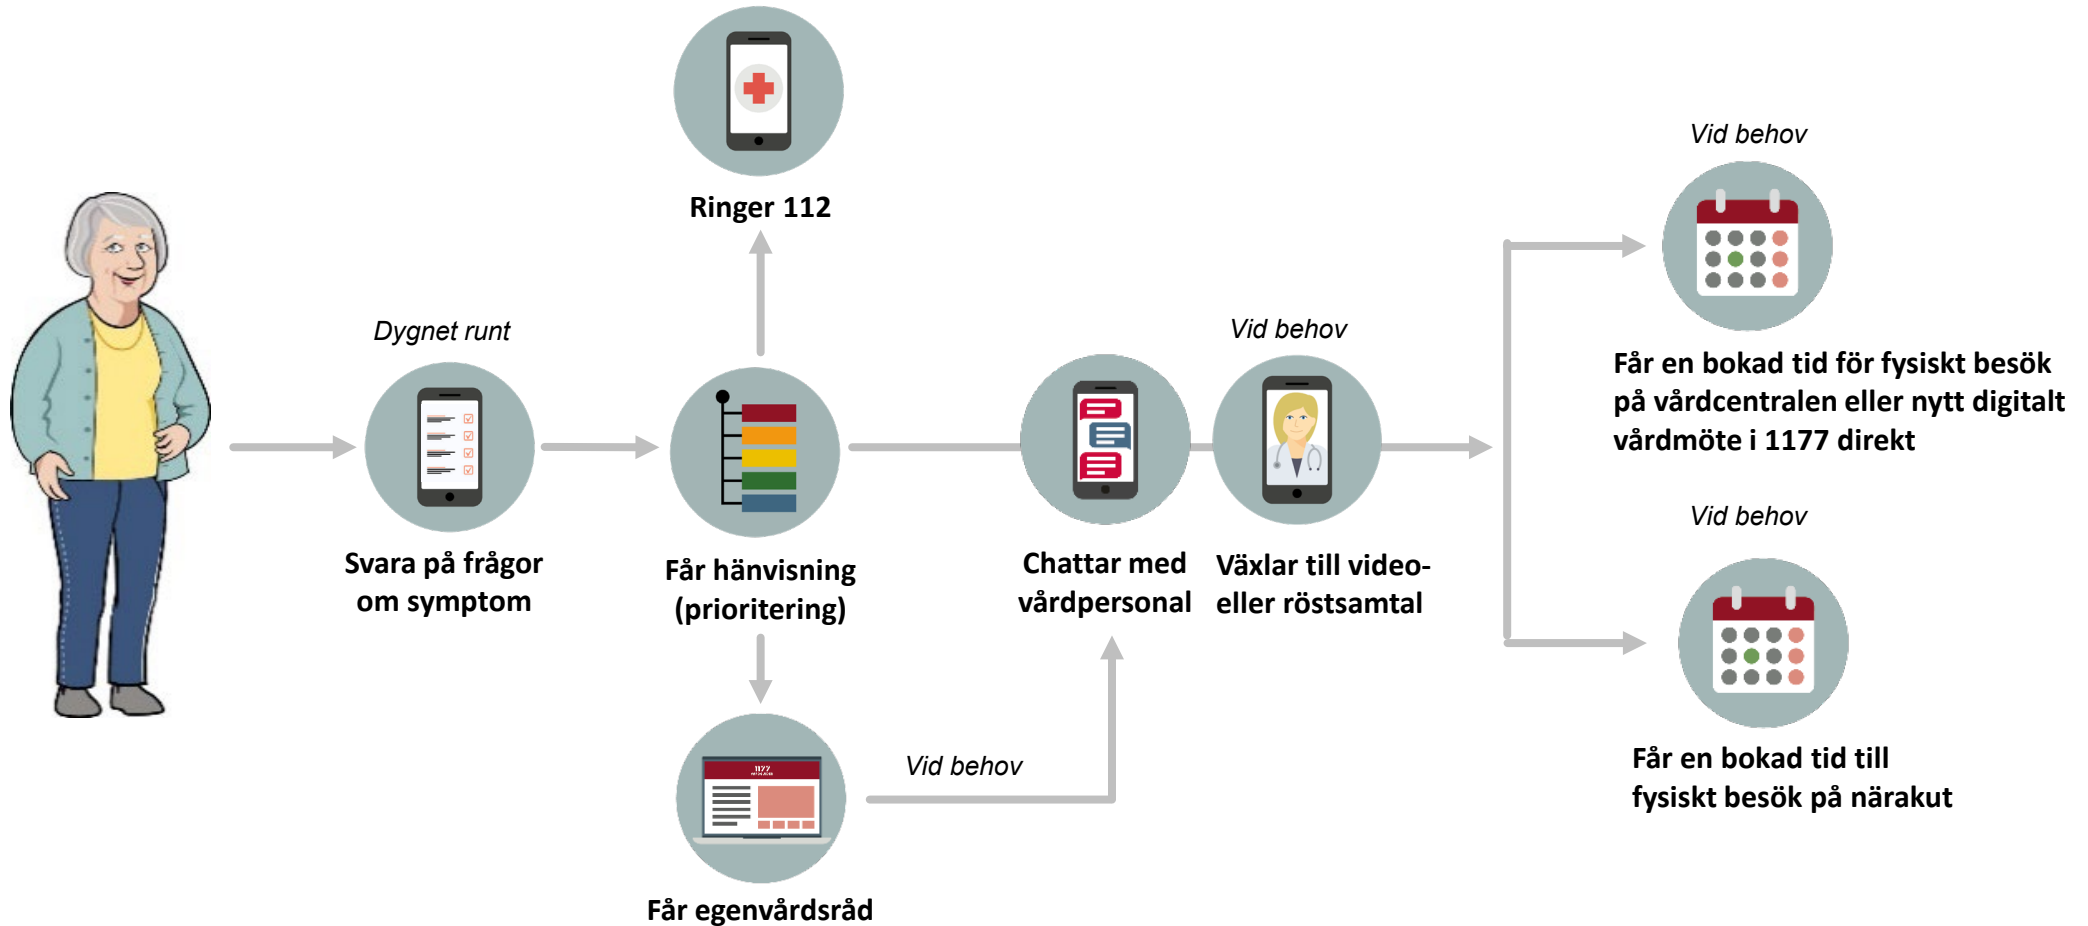 Ringer 112
Vid behov
Dygnet runt
Vid behov
Får en bokad tid för fysiskt besök
på vårdcentralen eller nytt digitalt
vårdmöte i 1177 direkt
Svara på frågor
om symptom
Får hänvisning
(prioritering)
Chattar med
vårdpersonal
Växlar till video-
eller röstsamtal
Vid behov
1177
Vid behov
Får en bokad tid till
fysiskt besök på närakut
Får egenvårdsråd